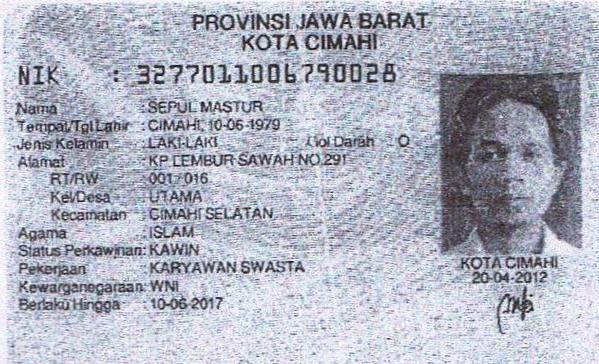 PROVINSI JAWA BARAT
KOTA CIMAHI
NIK : 3277011006790028
Nama : SEPUL MASTUR
Tempat/Tgl Lahir : CIMAHI, 10-06-1979
Jenis Kelamin : LAKI-LAKI Gol Darah : O
Alamat : KP LEMBUR SAWAH NO.291
RT/RW : 001/016
Kel/Desa : UTAMA
Kecamatan : CIMAHI SELATAN
Agama : ISLAM
Status Perkawinan: KAWIN
Pekerjaan : KARYAWAN SWASTA
Kewarganegaraan: WNI
Berlaku Hingga : 10-06-2017
KOTA CIMAHI
20-04-2012